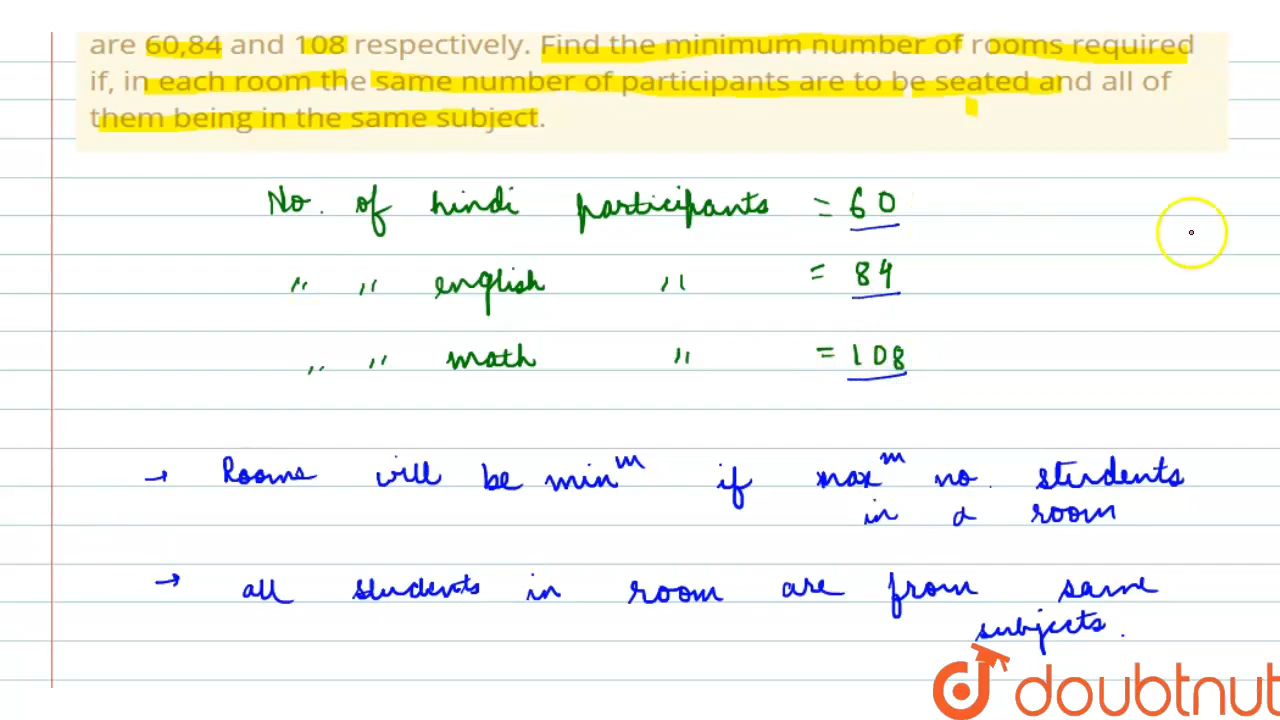 are 60,84 and 108 respectively. Find the minimum number of rooms required
if, in each room the same number of participants are to be seated and all of
them being in the same subject.
No. of hindi participants = 60
" " english " = 84
" " math " = 108
→ Rooms will be minᵐ if maxᵐ no. students
in a room
→ all students in room are from same
subjects.
doubtnut